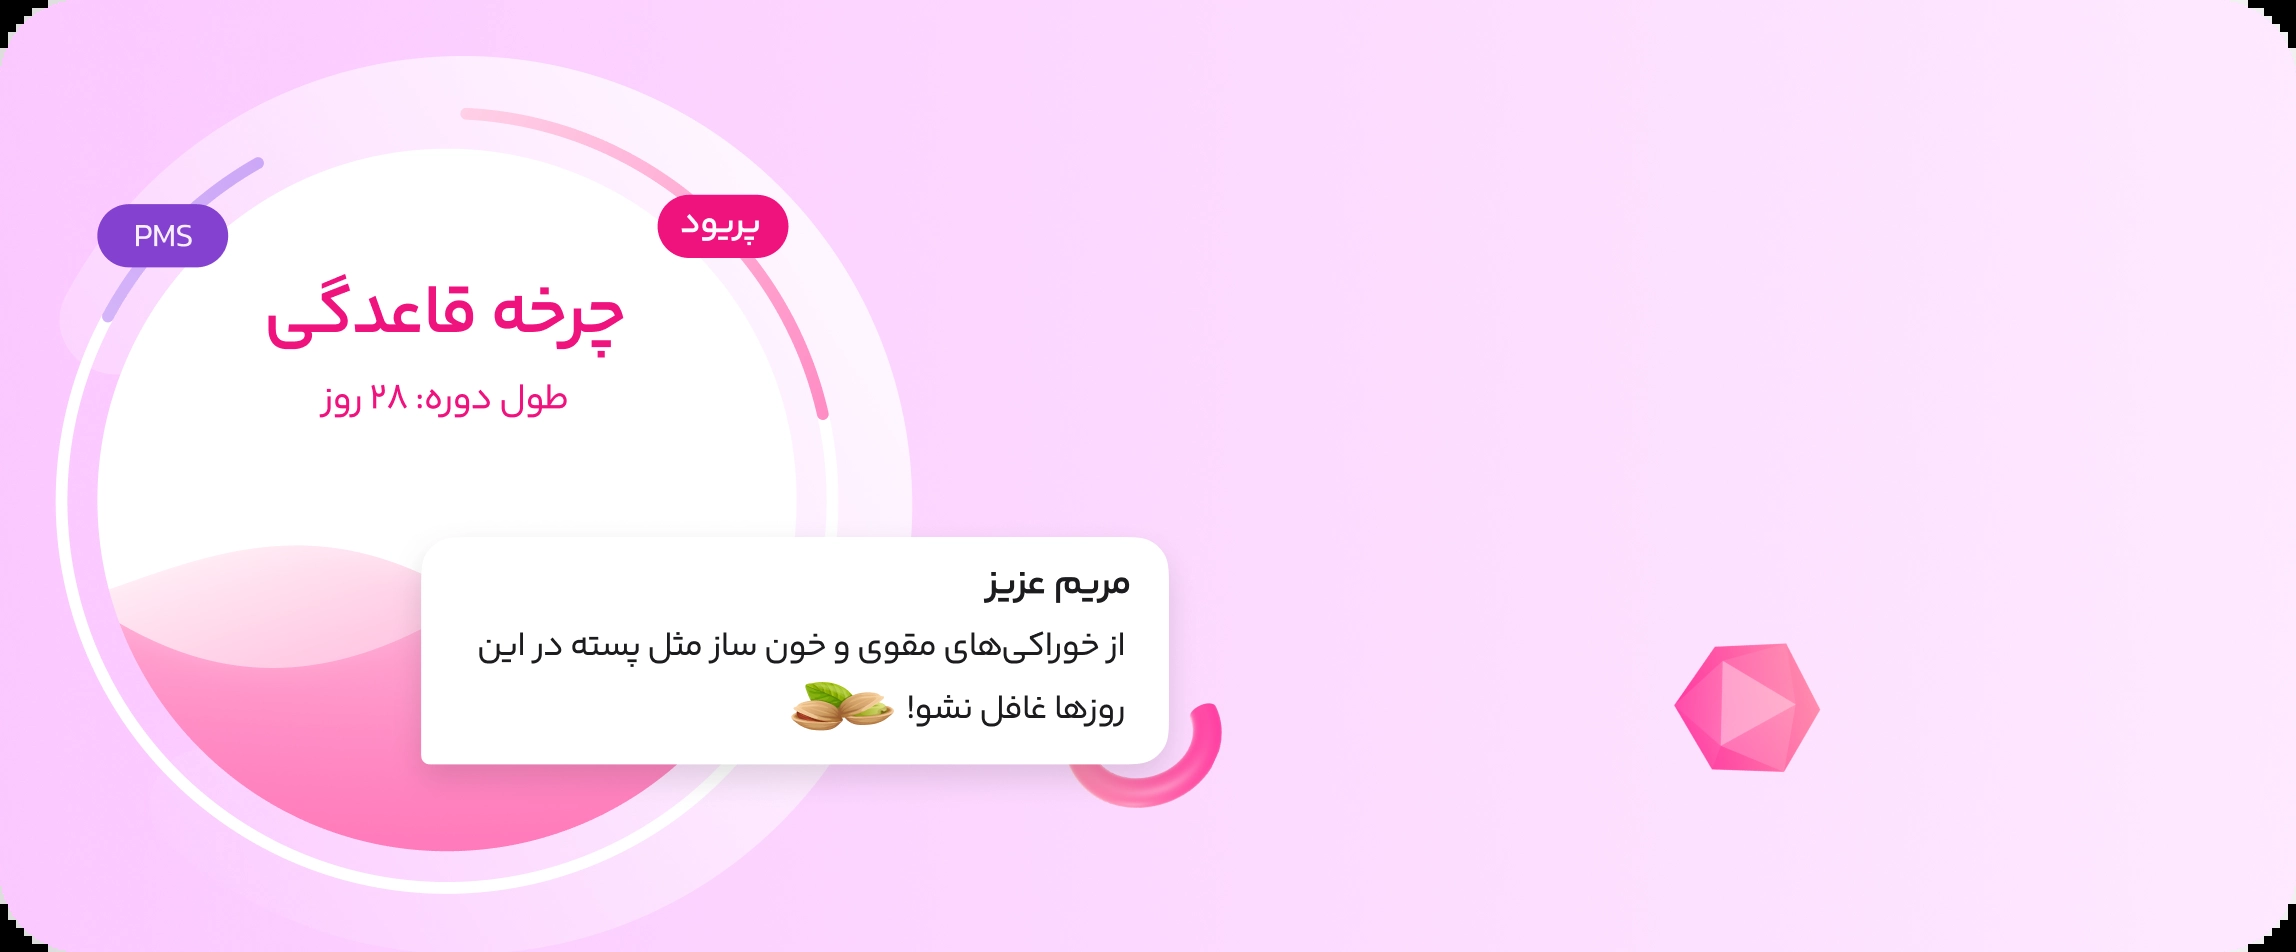 پریود
PMS
چرخه قاعدگی
طول دوره: ۲۸ روز
مریم عزیز
از خوراکی‌های مقوی و خون ساز مثل پسته در این
روزها غافل نشو!